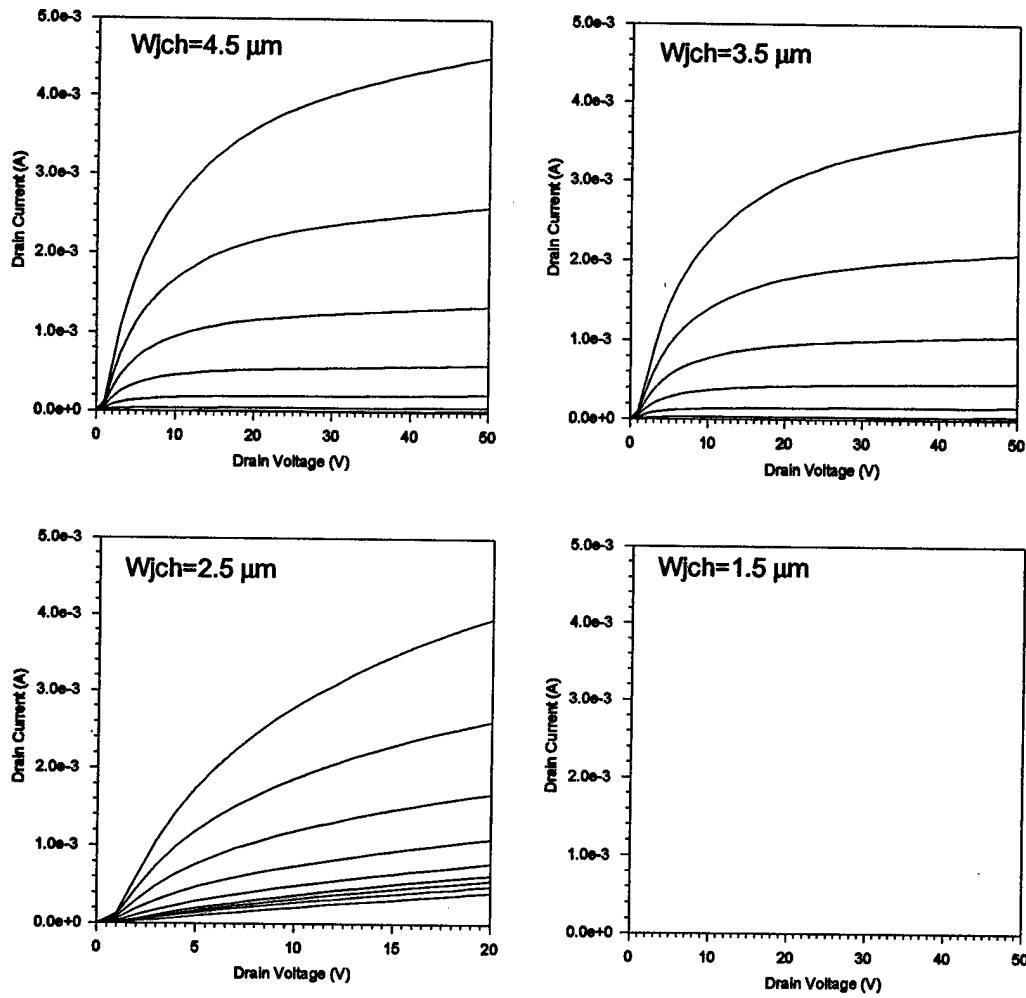 Wjch=4.5 µm
5.0e-3
4.0e-3
3.0e-3
2.0e-3
1.0e-3
0.0e+0
Drain Current (A)
0 10 20 30 40 50
Drain Voltage (V)
Wjch=3.5 µm
5.0e-3
4.0e-3
3.0e-3
2.0e-3
1.0e-3
0.0e+0
Drain Current (A)
0 10 20 30 40 50
Drain Voltage (V)
Wjch=2.5 µm
5.0e-3
4.0e-3
3.0e-3
2.0e-3
1.0e-3
0.0e+0
Drain Current (A)
0 5 10 15 20
Drain Voltage (V)
Wjch=1.5 µm
5.0e-3
4.0e-3
3.0e-3
2.0e-3
1.0e-3
0.0e+0
Drain Current (A)
0 10 20 30 40 50
Drain Voltage (V)